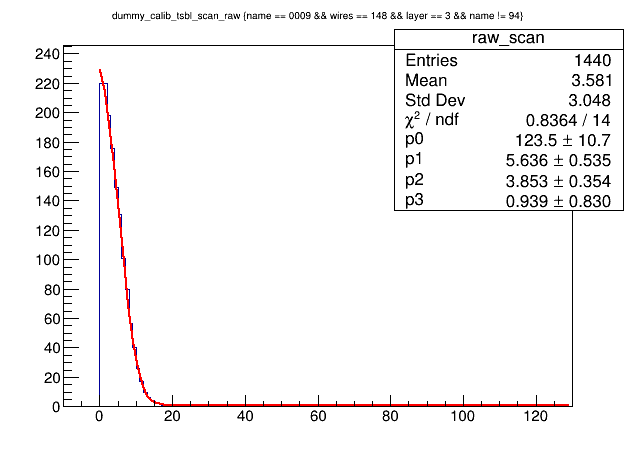 dummy_calib_tsbl_scan_raw {name == 0009 && wires == 148 && layer == 3 && name != 94}
raw_scan
Entries 1440
Mean 3.581
Std Dev 3.048
χ² / ndf 0.8364 / 14
p0 123.5 ± 10.7
p1 5.636 ± 0.535
p2 3.853 ± 0.354
p3 0.939 ± 0.830
240
220
200
180
160
140
120
100
80
60
40
20
0
0 20 40 60 80 100 120